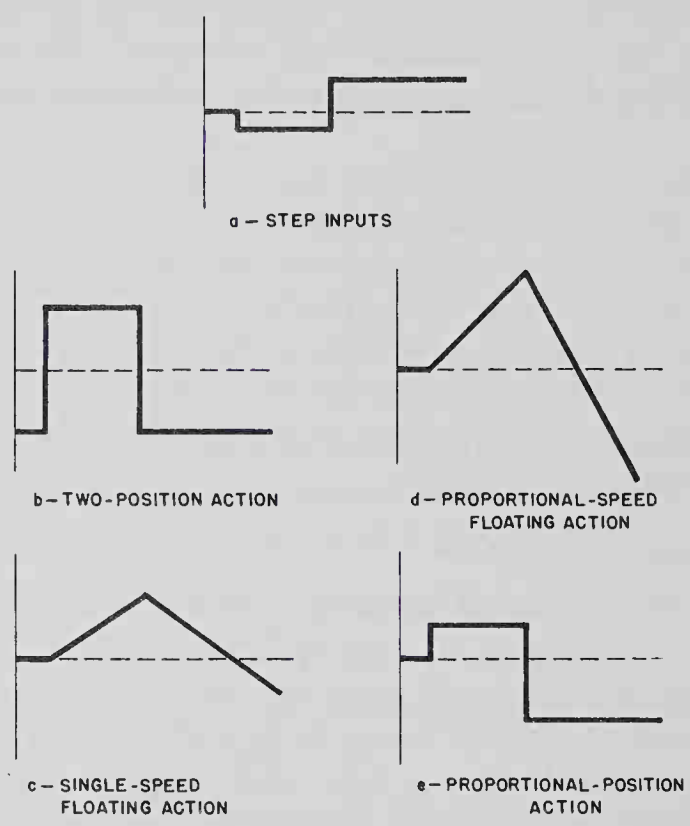 a – STEP INPUTS
b – TWO-POSITION ACTION
d – PROPORTIONAL-SPEED
FLOATING ACTION
c – SINGLE-SPEED
FLOATING ACTION
e – PROPORTIONAL-POSITION
ACTION